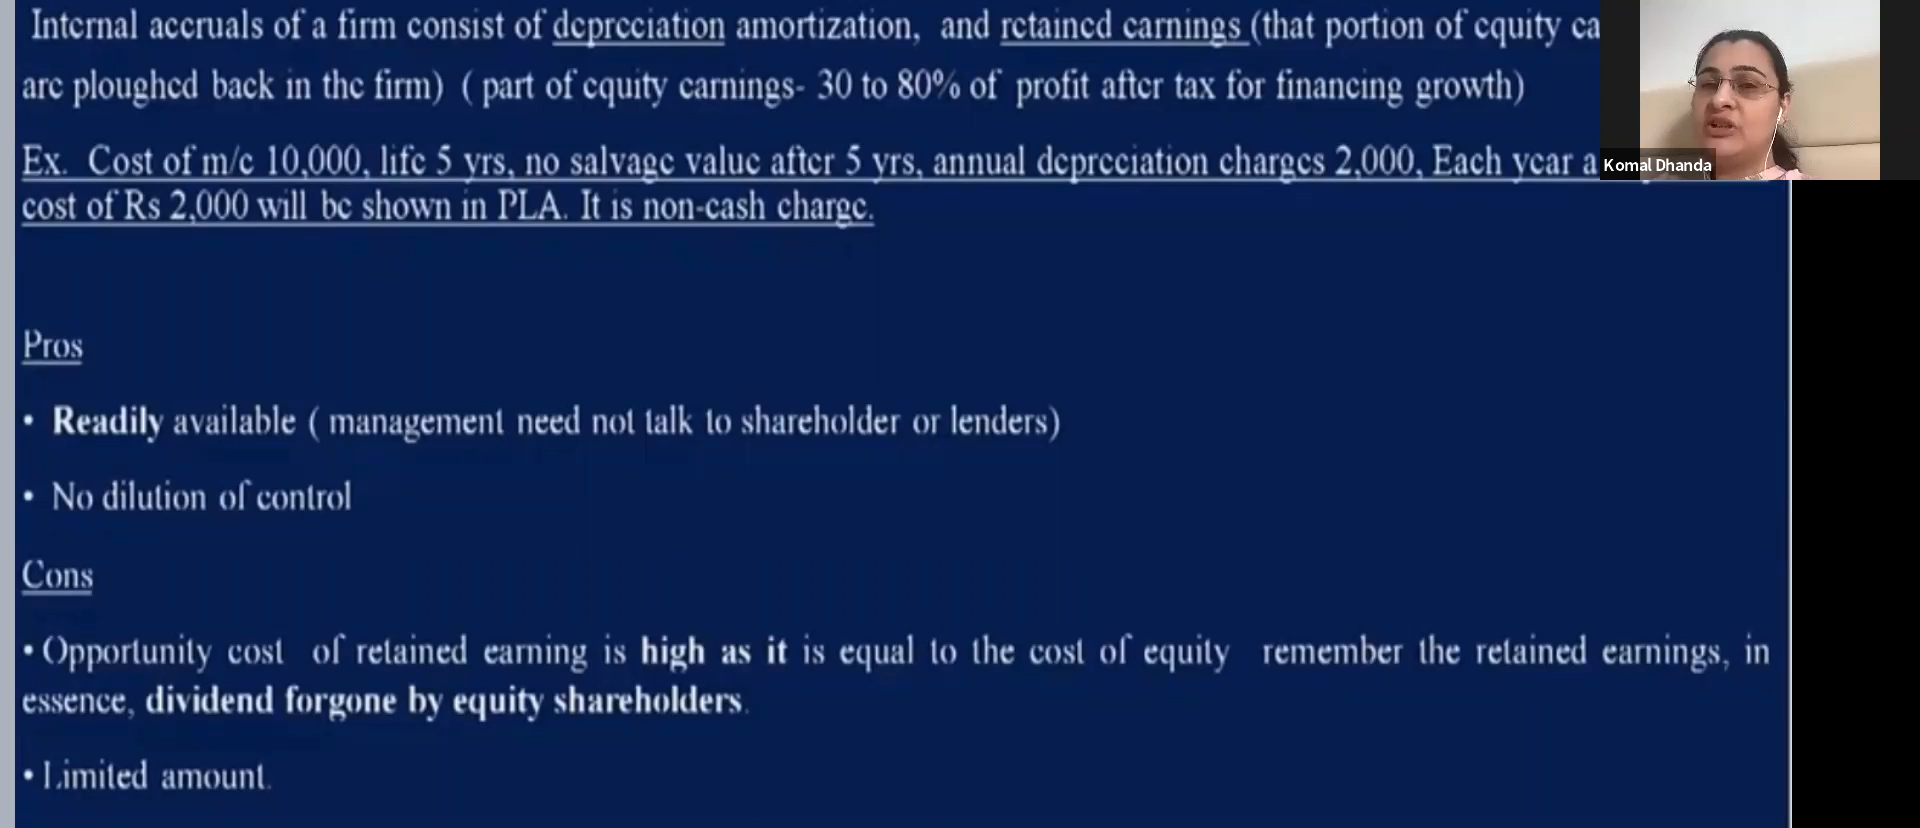 Internal accruals of a firm consist of depreciation amortization, and retained earnings (that portion of equity ca
are ploughed back in the firm) ( part of equity earnings- 30 to 80% of profit after tax for financing growth)
Ex. Cost of m/c 10,000, life 5 yrs, no salvage value after 5 yrs, annual depreciation charges 2,000, Each year a
Komal Dhanda
cost of Rs 2,000 will be shown in PLA. It is non-cash charge.
Pros
• Readily available ( management need not talk to shareholder or lenders)
• No dilution of control
Cons
• Opportunity cost of retained earning is high as it is equal to the cost of equity remember the retained earnings, in
essence, dividend forgone by equity shareholders.
• Limited amount.